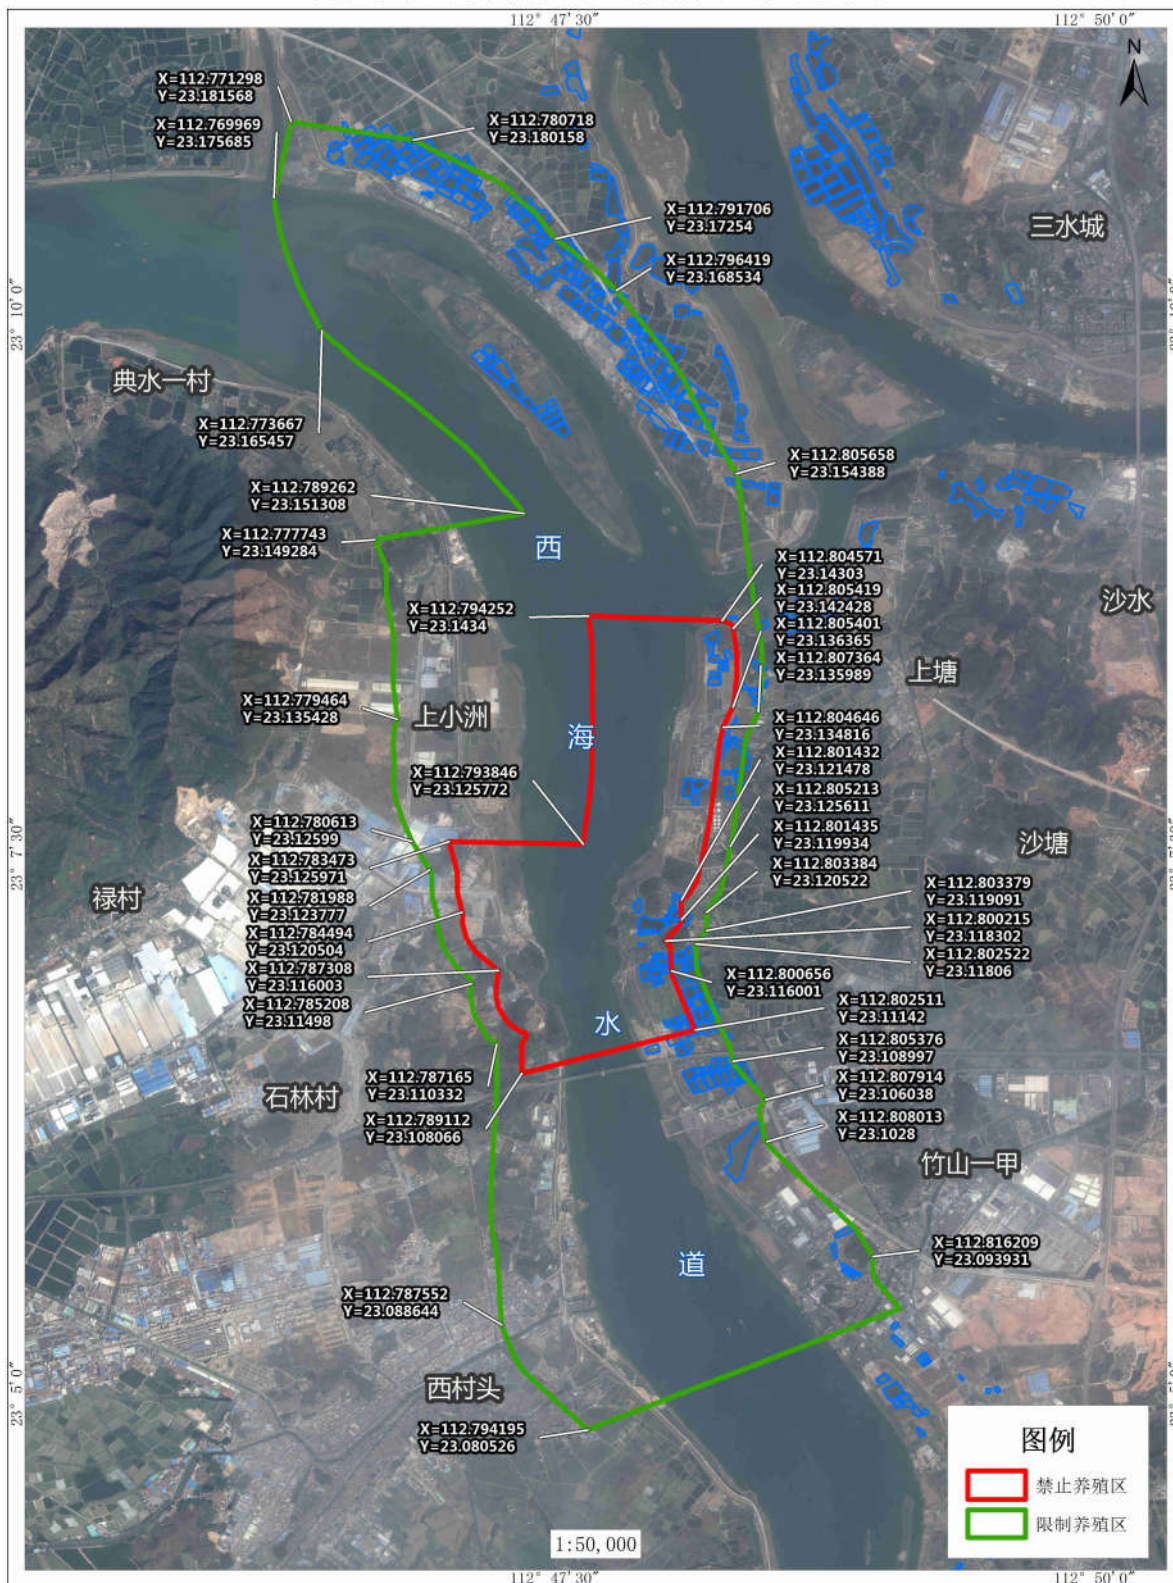 112° 47′30″
112° 50′0″
N
X=112.771298
Y=23.181568
X=112.780718
Y=23.180158
X=112.769969
Y=23.175685
X=112.791706
Y=23.17254
三水城
X=112.796419
Y=23.168534
23° 10′0″
典水一村
X=112.773667
Y=23.165457
X=112.805658
Y=23.154388
X=112.789262
Y=23.151308
X=112.777743
Y=23.149284
西
X=112.804571
Y=23.14303
X=112.805419
Y=23.142428
沙水
X=112.794252
Y=23.1434
X=112.805401
Y=23.136365
X=112.807364
Y=23.135989
上塘
X=112.779464
Y=23.135428
上小洲
海
X=112.804646
Y=23.134816
X=112.801432
Y=23.121478
X=112.793846
Y=23.125772
X=112.805213
Y=23.125611
X=112.780613
Y=23.12599
X=112.801435
Y=23.119934
沙塘
23° 7′30″
X=112.783473
Y=23.125971
X=112.803384
Y=23.120522
禄村
X=112.781988
Y=23.123777
X=112.803379
Y=23.119091
X=112.784494
Y=23.120504
X=112.800215
Y=23.118302
X=112.787308
Y=23.116003
X=112.802522
Y=23.11806
X=112.785208
Y=23.11498
X=112.800656
Y=23.116001
水
X=112.802511
Y=23.11142
X=112.805376
Y=23.108997
X=112.787165
Y=23.110332
石林村
X=112.807914
Y=23.106038
X=112.789112
Y=23.108066
X=112.808013
Y=23.1028
竹山一甲
X=112.816209
Y=23.093931
道
X=112.787552
Y=23.088644
23° 5′0″
西村头
X=112.794195
Y=23.080526
图例
禁止养殖区
限制养殖区
1:50,000
112° 47′30″
112° 50′0″